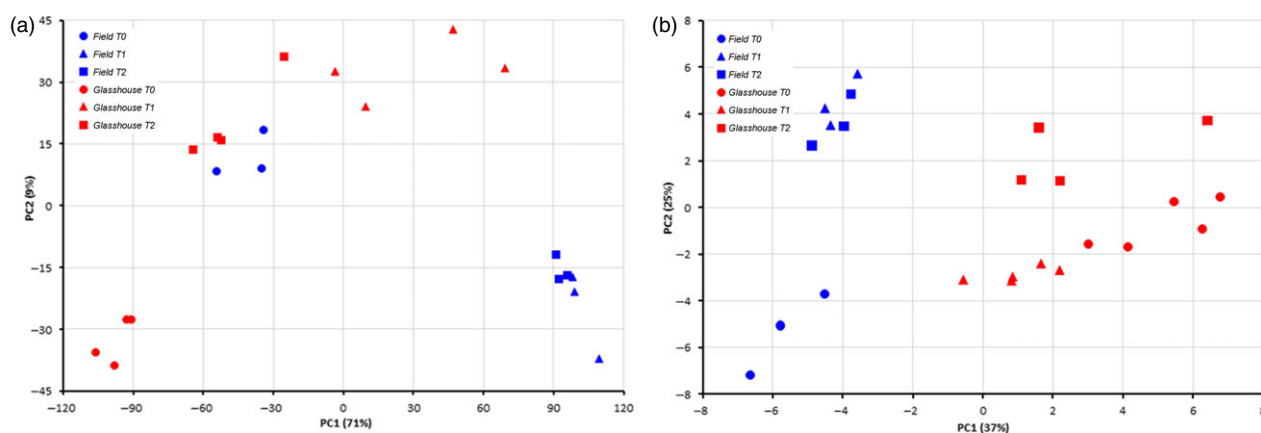 (a)
45
30
15
0
−15
−30
−45
PC2 (9%)
Field T0
Field T1
Field T2
Glasshouse T0
Glasshouse T1
Glasshouse T2
−120
−90
−60
−30
0
30
60
90
120
PC1 (71%)
(b)
8
6
4
2
0
−2
−4
−6
−8
PC2 (25%)
Field T0
Field T1
Field T2
Glasshouse T0
Glasshouse T1
Glasshouse T2
−8
−6
−4
−2
0
2
4
6
8
PC1 (37%)